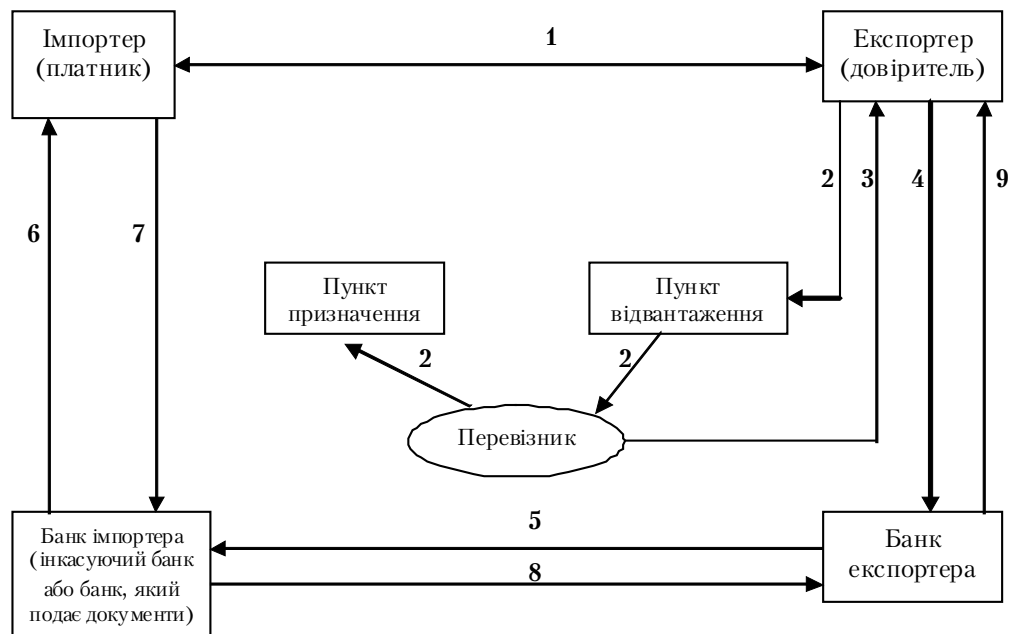 Імпортер
(платник)
1
Експортер
(довіритель)
2
3
4
9
6
7
Пункт
призначення
Пункт
відвантаження
2
2
Перевізник
Банк імпортера
(інкасуючий банк
або банк, який
подає документи)
5
8
Банк
експортера